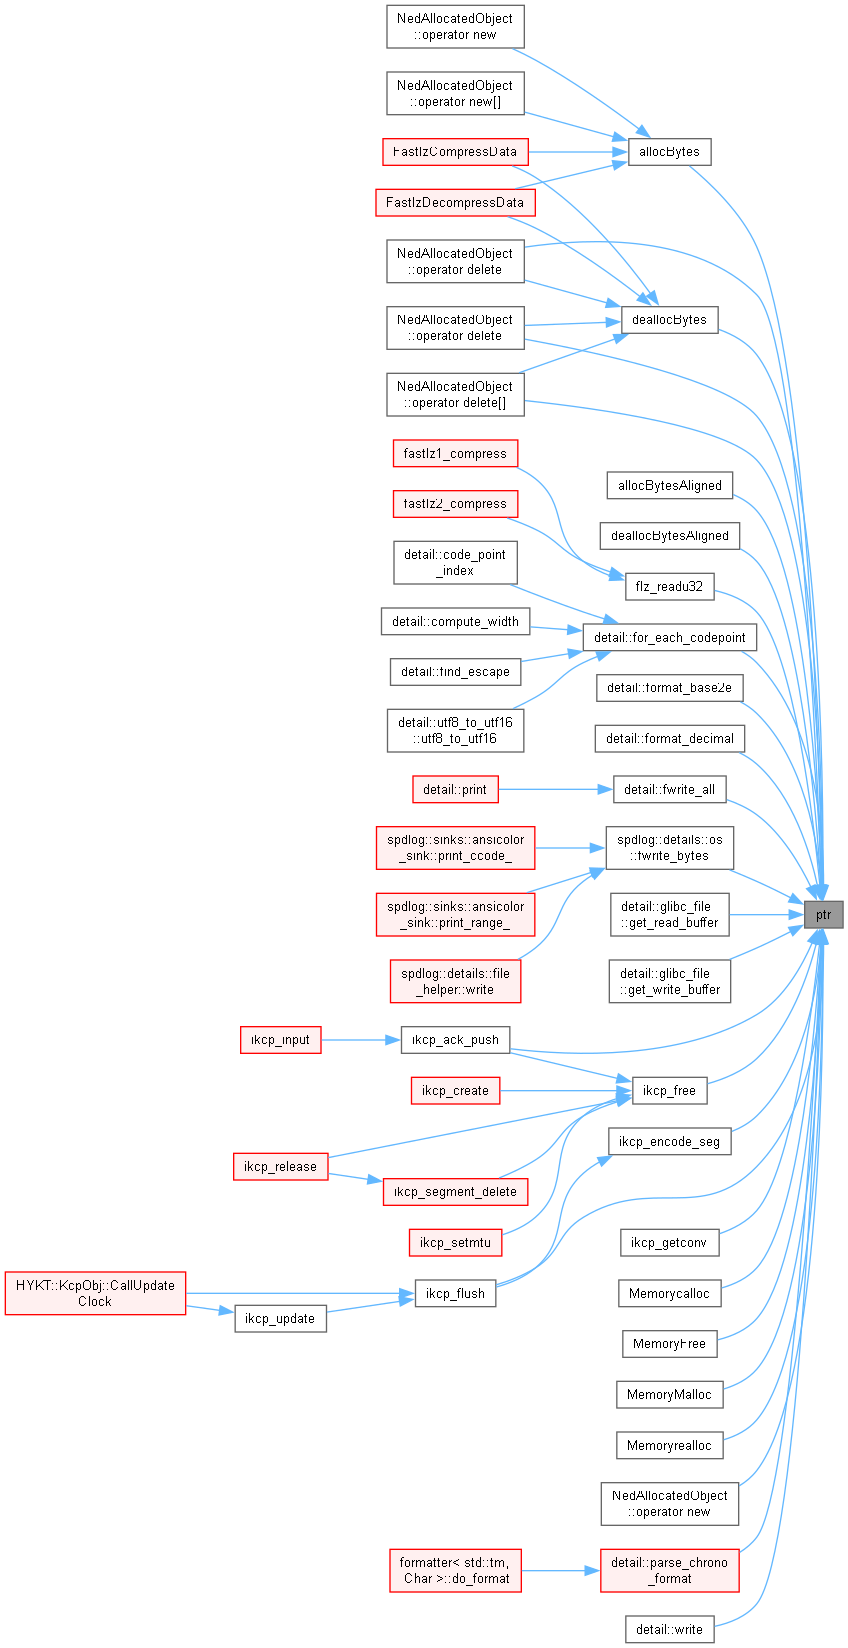 NedAllocatedObject
::operator new
NedAllocatedObject
::operator new[]
FastlzCompressData
allocBytes
FastlzDecompressData
NedAllocatedObject
::operator delete
NedAllocatedObject
::operator delete
deallocBytes
NedAllocatedObject
::operator delete[]
fastlz1_compress
allocBytesAligned
fastlz2_compress
deallocBytesAligned
detail::code_point
_index
flz_readu32
detail::compute_width
detail::for_each_codepoint
detail::find_escape
detail::format_base2e
detail::utf8_to_utf16
::utf8_to_utf16
detail::format_decimal
detail::print
detail::fwrite_all
spdlog::sinks::ansicolor
_sink::print_ccode_
spdlog::details::os
::fwrite_bytes
spdlog::sinks::ansicolor
_sink::print_range_
detail::glibc_file
::get_read_buffer
ptr
spdlog::details::file
_helper::write
detail::glibc_file
::get_write_buffer
ikcp_input
ikcp_ack_push
ikcp_create
ikcp_free
ikcp_encode_seg
ikcp_release
ikcp_segment_delete
ikcp_setmtu
ikcp_getconv
HYKT::KcpObj::CallUpdate
Clock
ikcp_flush
Memorycalloc
ikcp_update
MemoryFree
MemoryMalloc
Memoryrealloc
NedAllocatedObject
::operator new
formatter< std::tm,
Char >::do_format
detail::parse_chrono
_format
detail::write